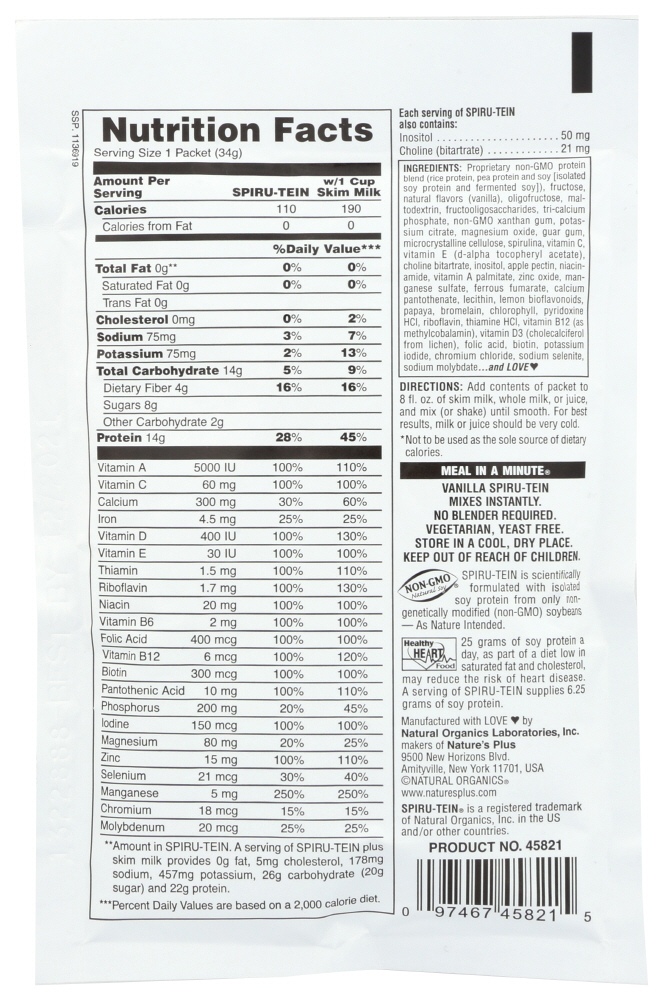 SSP. 1136919
Nutrition Facts
Serving Size 1 Packet (34g)
Amount Per Serving SPIRU-TEIN w/1 Cup Skim Milk
Calories 110 190
Calories from Fat 0 0
%Daily Value***
Total Fat 0g** 0% 0%
Saturated Fat 0g 0% 0%
Trans Fat 0g
Cholesterol 0mg 0% 2%
Sodium 75mg 3% 7%
Potassium 75mg 2% 13%
Total Carbohydrate 14g 5% 9%
Dietary Fiber 4g 16% 16%
Sugars 8g
Other Carbohydrate 2g
Protein 14g 28% 45%
Vitamin A 5000 IU 100% 110%
Vitamin C 60 mg 100% 100%
Calcium 300 mg 30% 60%
Iron 4.5 mg 25% 25%
Vitamin D 400 IU 100% 130%
Vitamin E 30 IU 100% 100%
Thiamin 1.5 mg 100% 110%
Riboflavin 1.7 mg 100% 130%
Niacin 20 mg 100% 100%
Vitamin B6 2 mg 100% 100%
Folic Acid 400 mcg 100% 100%
Vitamin B12 6 mcg 100% 120%
Biotin 300 mcg 100% 100%
Pantothenic Acid 10 mg 100% 110%
Phosphorus 200 mg 20% 45%
Iodine 150 mcg 100% 100%
Magnesium 80 mg 20% 25%
Zinc 15 mg 100% 110%
Selenium 21 mcg 30% 40%
Manganese 5 mg 250% 250%
Chromium 18 mcg 15% 15%
Molybdenum 20 mcg 25% 25%
**Amount in SPIRU-TEIN. A serving of SPIRU-TEIN plus
skim milk provides 0g fat, 5mg cholesterol, 178mg
sodium, 457mg potassium, 26g carbohydrate (20g
sugar) and 22g protein.
***Percent Daily Values are based on a 2,000 calorie diet.
Each serving of SPIRU-TEIN
also contains:
Inositol ..................... 50 mg
Choline (bitartrate) ............. 21 mg
INGREDIENTS: Proprietary non-GMO protein
blend (rice protein, pea protein and soy [isolated
soy protein and fermented soy]), fructose,
natural flavors (vanilla), oligofructose, mal-
todextrin, fructooligosaccharides, tri-calcium
phosphate, non-GMO xanthan gum, potas-
sium citrate, magnesium oxide, guar gum,
microcrystalline cellulose, spirulina, vitamin C,
vitamin E (d-alpha tocopheryl acetate),
choline bitartrate, inositol, apple pectin, niacin-
amide, vitamin A palmitate, zinc oxide, man-
ganese sulfate, ferrous fumarate, calcium
pantothenate, lecithin, lemon bioflavonoids,
papaya, bromelain, chlorophyll, pyridoxine
HCl, riboflavin, thiamine HCl, vitamin B12 (as
methylcobalamin), vitamin D3 (cholecalciferol
from lichen), folic acid, biotin, potassium
iodide, chromium chloride, sodium selenite,
sodium molybdate...and LOVE♥
DIRECTIONS: Add contents of packet to
8 fl. oz. of skim milk, whole milk, or juice,
and mix (or shake) until smooth. For best
results, milk or juice should be very cold.
*Not to be used as the sole source of dietary
calories.
MEAL IN A MINUTE®
VANILLA SPIRU-TEIN
MIXES INSTANTLY.
NO BLENDER REQUIRED.
VEGETARIAN, YEAST FREE.
STORE IN A COOL, DRY PLACE.
KEEP OUT OF REACH OF CHILDREN.
NON-GMO
Natural Soy ®
SPIRU-TEIN is scientifically
formulated with isolated
soy protein from only non-
genetically modified (non-GMO) soybeans
— As Nature Intended.
Healthy
HEART
Food
25 grams of soy protein a
day, as part of a diet low in
saturated fat and cholesterol,
may reduce the risk of heart disease.
A serving of SPIRU-TEIN supplies 6.25
grams of soy protein.
Manufactured with LOVE ♥ by
Natural Organics Laboratories, Inc.
makers of Nature's Plus
9500 New Horizons Blvd.
Amityville, New York 11701, USA
©NATURAL ORGANICS®
www.naturesplus.com
SPIRU-TEIN® is a registered trademark
of Natural Organics, Inc. in the US
and/or other countries.
PRODUCT NO. 45821
0 97467 45821 5